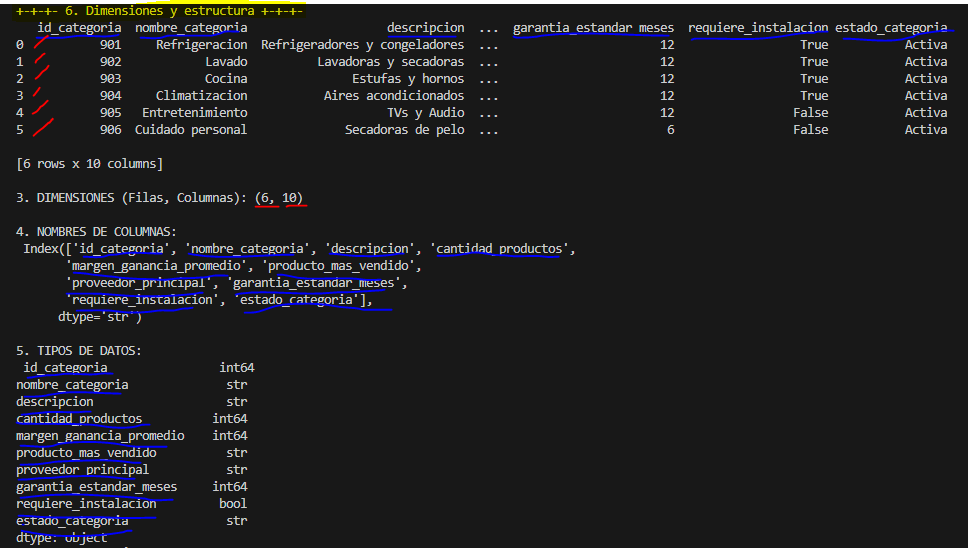 +-+-+- 6. Dimensiones y estructura +-+-+-
id_categoria nombre_categoria descripcion ... garantia_estandar_meses requiere_instalacion estado_categoria
0 901 Refrigeracion Refrigeradores y congeladores ... 12 True Activa
1 902 Lavado Lavadoras y secadoras ... 12 True Activa
2 903 Cocina Estufas y hornos ... 12 True Activa
3 904 Climatizacion Aires acondicionados ... 12 True Activa
4 905 Entretenimiento TVs y Audio ... 12 False Activa
5 906 Cuidado personal Secadoras de pelo ... 6 False Activa
[6 rows x 10 columns]
3. DIMENSIONES (Filas, Columnas): (6, 10)
4. NOMBRES DE COLUMNAS:
Index(['id_categoria', 'nombre_categoria', 'descripcion', 'cantidad_productos',
'margen_ganancia_promedio', 'producto_mas_vendido',
'proveedor_principal', 'garantia_estandar_meses',
'requiere_instalacion', 'estado_categoria'],
dtype='str')
5. TIPOS DE DATOS:
id_categoria int64
nombre_categoria str
descripcion str
cantidad_productos int64
margen_ganancia_promedio int64
producto_mas_vendido str
proveedor_principal str
garantia_estandar_meses int64
requiere_instalacion bool
estado_categoria str
dtype: object